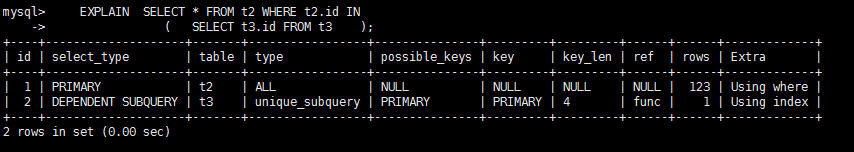 mysql>     EXPLAIN  SELECT * FROM t2 WHERE t2.id IN
    ->                 (   SELECT t3.id FROM t3    );
+----+--------------------+-------+-----------------+---------------+---------+---------+------+------+-------------+
| id | select_type        | table | type            | possible_keys | key     | key_len | ref  | rows | Extra       |
+----+--------------------+-------+-----------------+---------------+---------+---------+------+------+-------------+
|  1 | PRIMARY            | t2    | ALL             | NULL          | NULL    | NULL    | NULL |  123 | Using where |
|  2 | DEPENDENT SUBQUERY | t3    | unique_subquery | PRIMARY       | PRIMARY | 4       | func |    1 | Using index |
+----+--------------------+-------+-----------------+---------------+---------+---------+------+------+-------------+
2 rows in set (0.00 sec)